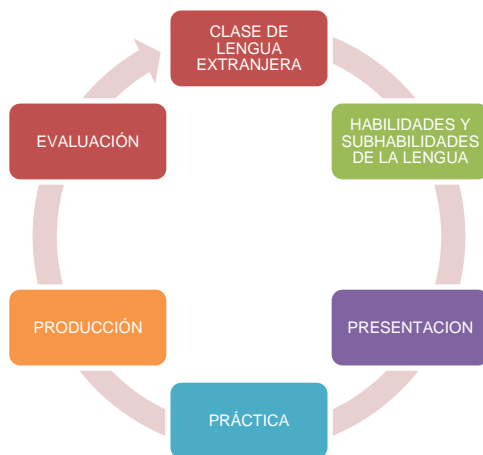 CLASE DE
LENGUA
EXTRANJERA
HABILIDADES Y
SUBHABILIDADES
DE LA LENGUA
PRESENTACION
PRÁCTICA
PRODUCCIÓN
EVALUACIÓN